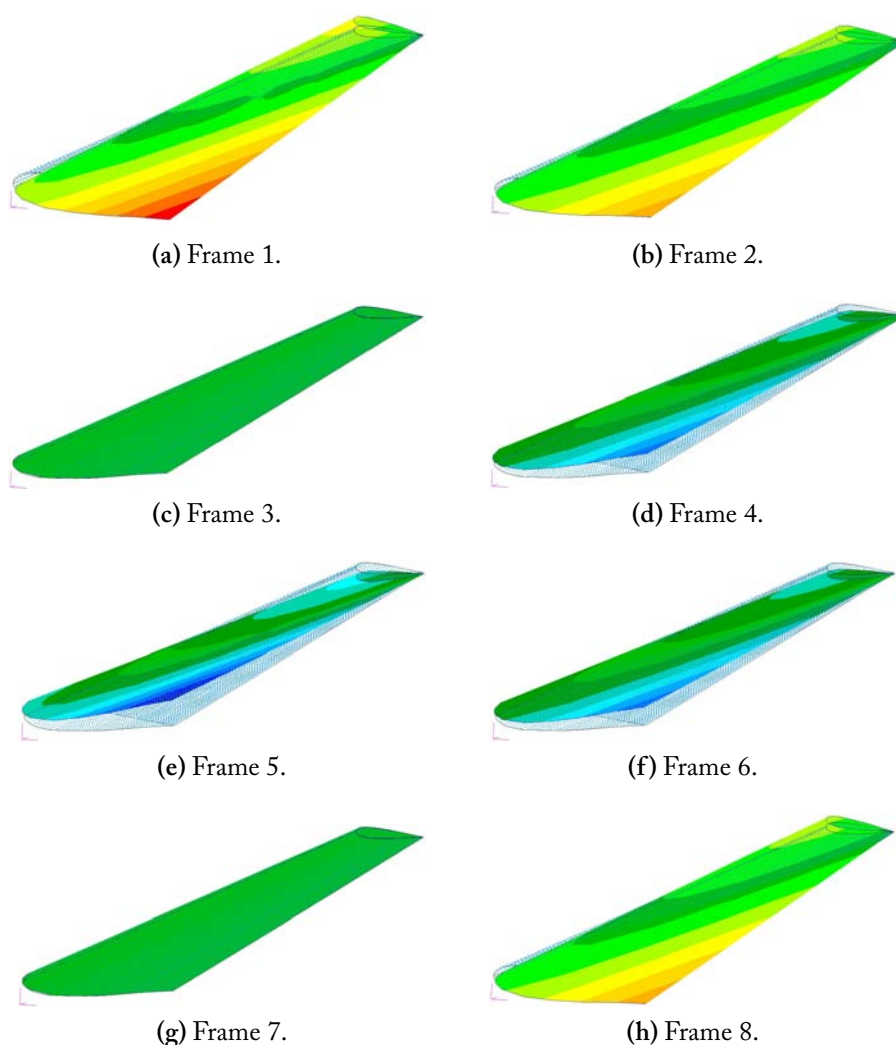 (a) Frame 1.
(b) Frame 2.
(c) Frame 3.
(d) Frame 4.
(e) Frame 5.
(f) Frame 6.
(g) Frame 7.
(h) Frame 8.